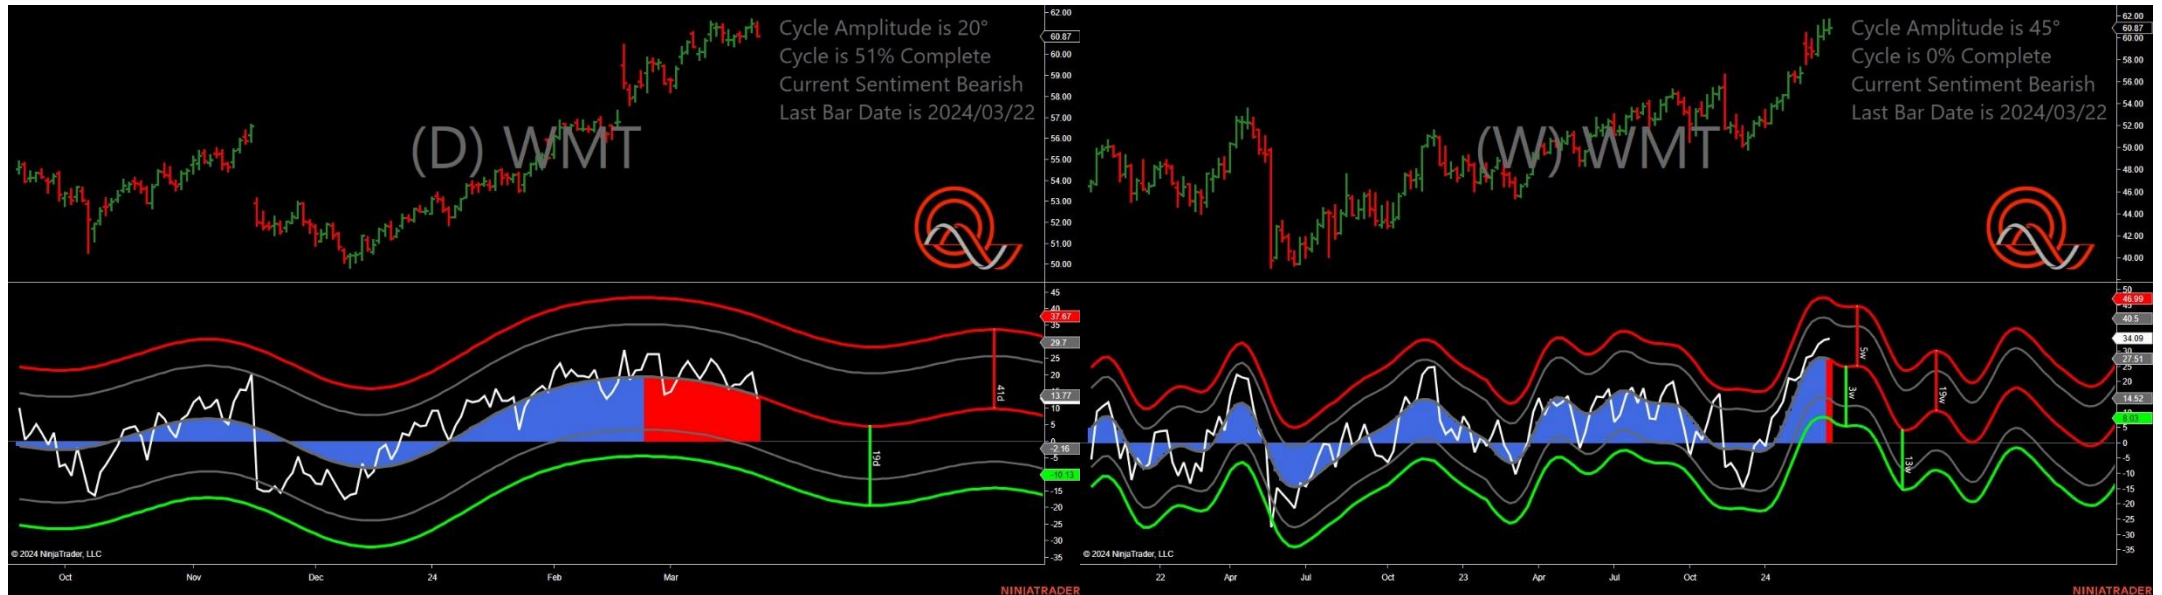 Cycle Amplitude is 20°
Cycle is 51% Complete
Current Sentiment Bearish
Last Bar Date is 2024/03/22
(D) WMT
62.00
60.87
60.00
59.00
58.00
57.00
56.00
55.00
54.00
53.00
52.00
51.00
50.00
45
40
37.67
35
29.7
25
20
13.77
10
5
0
-2.16
-5
-10.13
-15
-20
-25
-30
-35
41d
19d
© 2024 NinjaTrader, LLC
Oct
Nov
Dec
24
Feb
Mar
NINJATRADER
Cycle Amplitude is 45°
Cycle is 0% Complete
Current Sentiment Bearish
Last Bar Date is 2024/03/22
(W) WMT
62.00
60.87
60.00
58.00
56.00
54.00
52.00
50.00
48.00
46.00
44.00
42.00
40.00
50
46.99
45
40.5
34.09
30
27.51
25
20
14.52
10
8.03
5
0
-5
-10
-15
-20
-25
-30
-35
5w
3w
19w
13w
© 2024 NinjaTrader, LLC
22
Apr
Jul
Oct
23
Apr
Jul
Oct
24
NINJATRADER